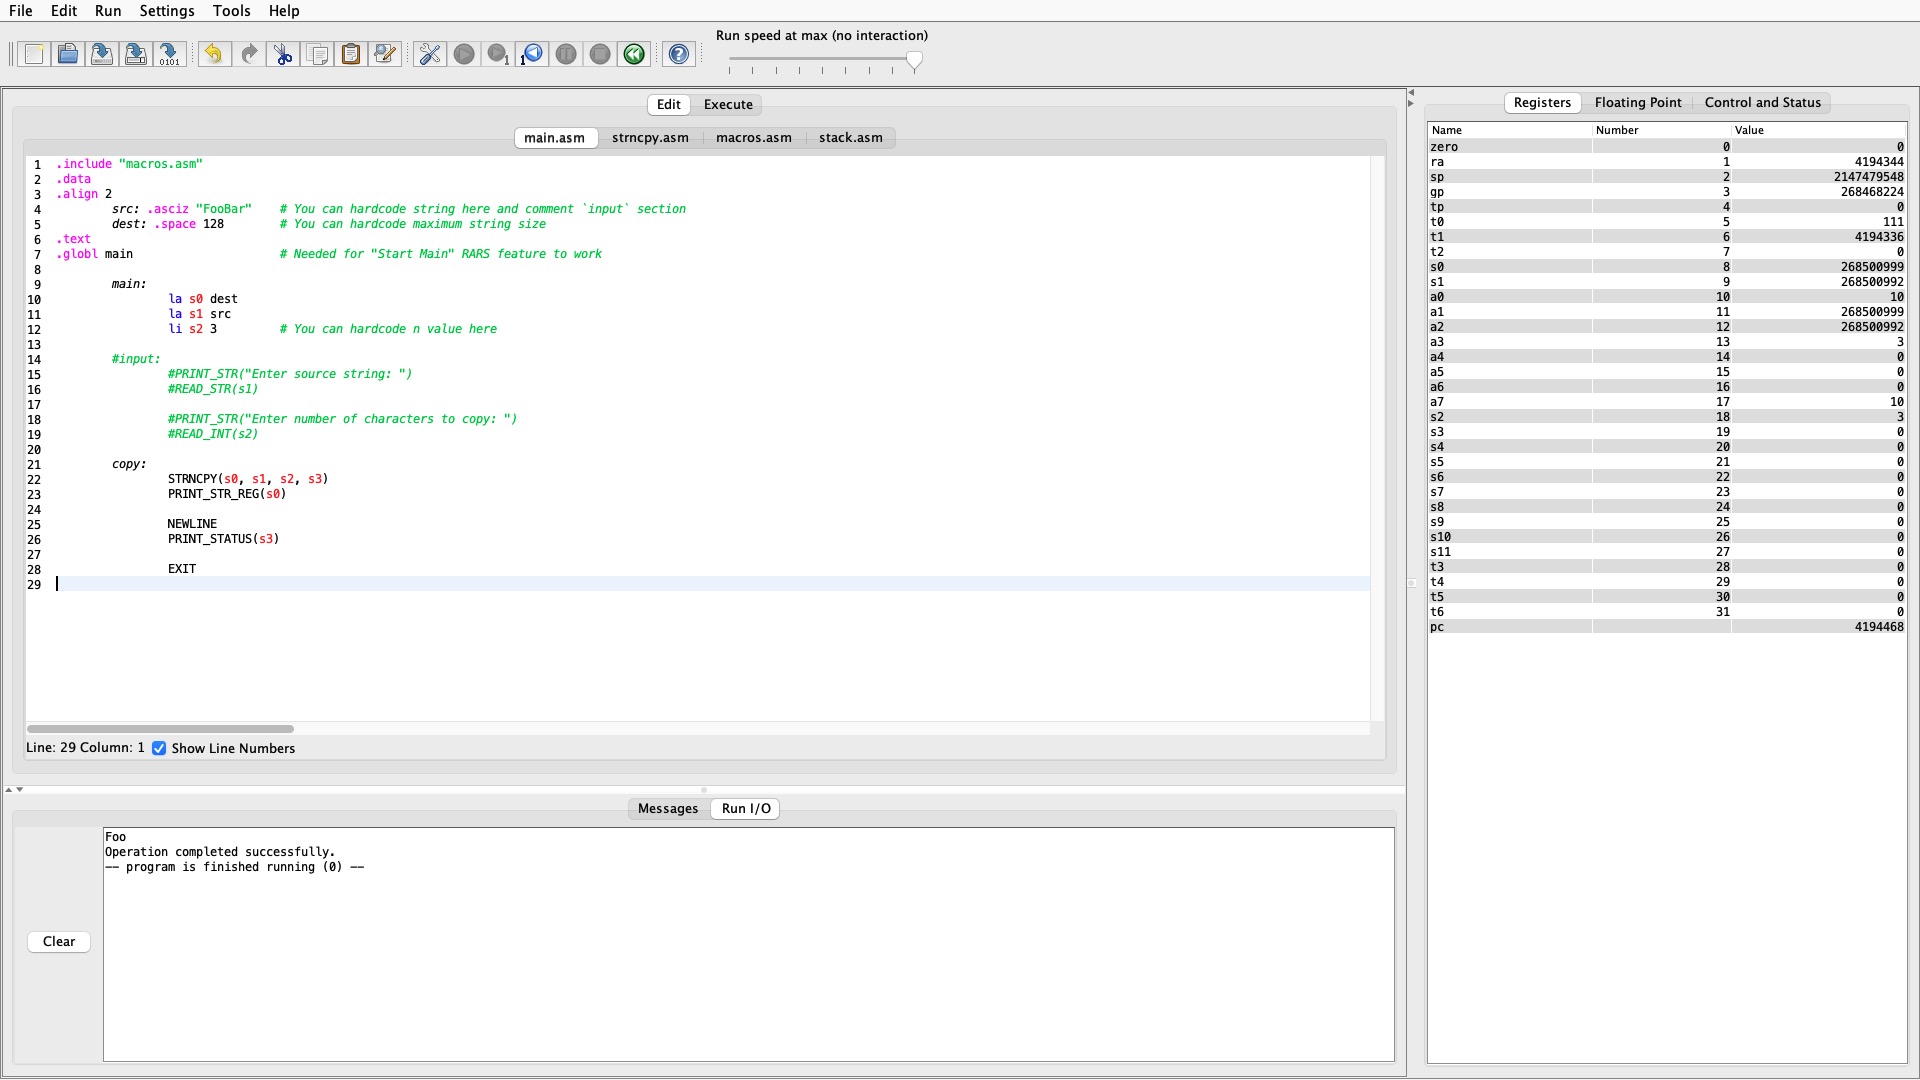 File Edit Run Settings Tools Help
Run speed at max (no interaction)
0101 1 1
Edit Execute
main.asm strncpy.asm macros.asm stack.asm
1 .include "macros.asm"
2 .data
3 .align 2
4 src: .asciz "FooBar" # You can hardcode string here and comment `input` section
5 dest: .space 128 # You can hardcode maximum string size
6 .text
7 .globl main # Needed for "Start Main" RARS feature to work
8
9 main:
10 la s0 dest
11 la s1 src
12 li s2 3 # You can hardcode n value here
13
14 #input:
15 #PRINT_STR("Enter source string: ")
16 #READ_STR(s1)
17
18 #PRINT_STR("Enter number of characters to copy: ")
19 #READ_INT(s2)
20
21 copy:
22 STRNCPY(s0, s1, s2, s3)
23 PRINT_STR_REG(s0)
24
25 NEWLINE
26 PRINT_STATUS(s3)
27
28 EXIT
29
Line: 29 Column: 1 Show Line Numbers
Messages Run I/O
Foo
Operation completed successfully.
-- program is finished running (0) --
Clear
Registers Floating Point Control and Status
Name Number Value
zero 0 0
ra 1 4194344
sp 2 2147479548
gp 3 268468224
tp 4 0
t0 5 111
t1 6 4194336
t2 7 0
s0 8 268500999
s1 9 268500992
a0 10 10
a1 11 268500999
a2 12 268500992
a3 13 3
a4 14 0
a5 15 0
a6 16 0
a7 17 10
s2 18 3
s3 19 0
s4 20 0
s5 21 0
s6 22 0
s7 23 0
s8 24 0
s9 25 0
s10 26 0
s11 27 0
t3 28 0
t4 29 0
t5 30 0
t6 31 0
pc 4194468